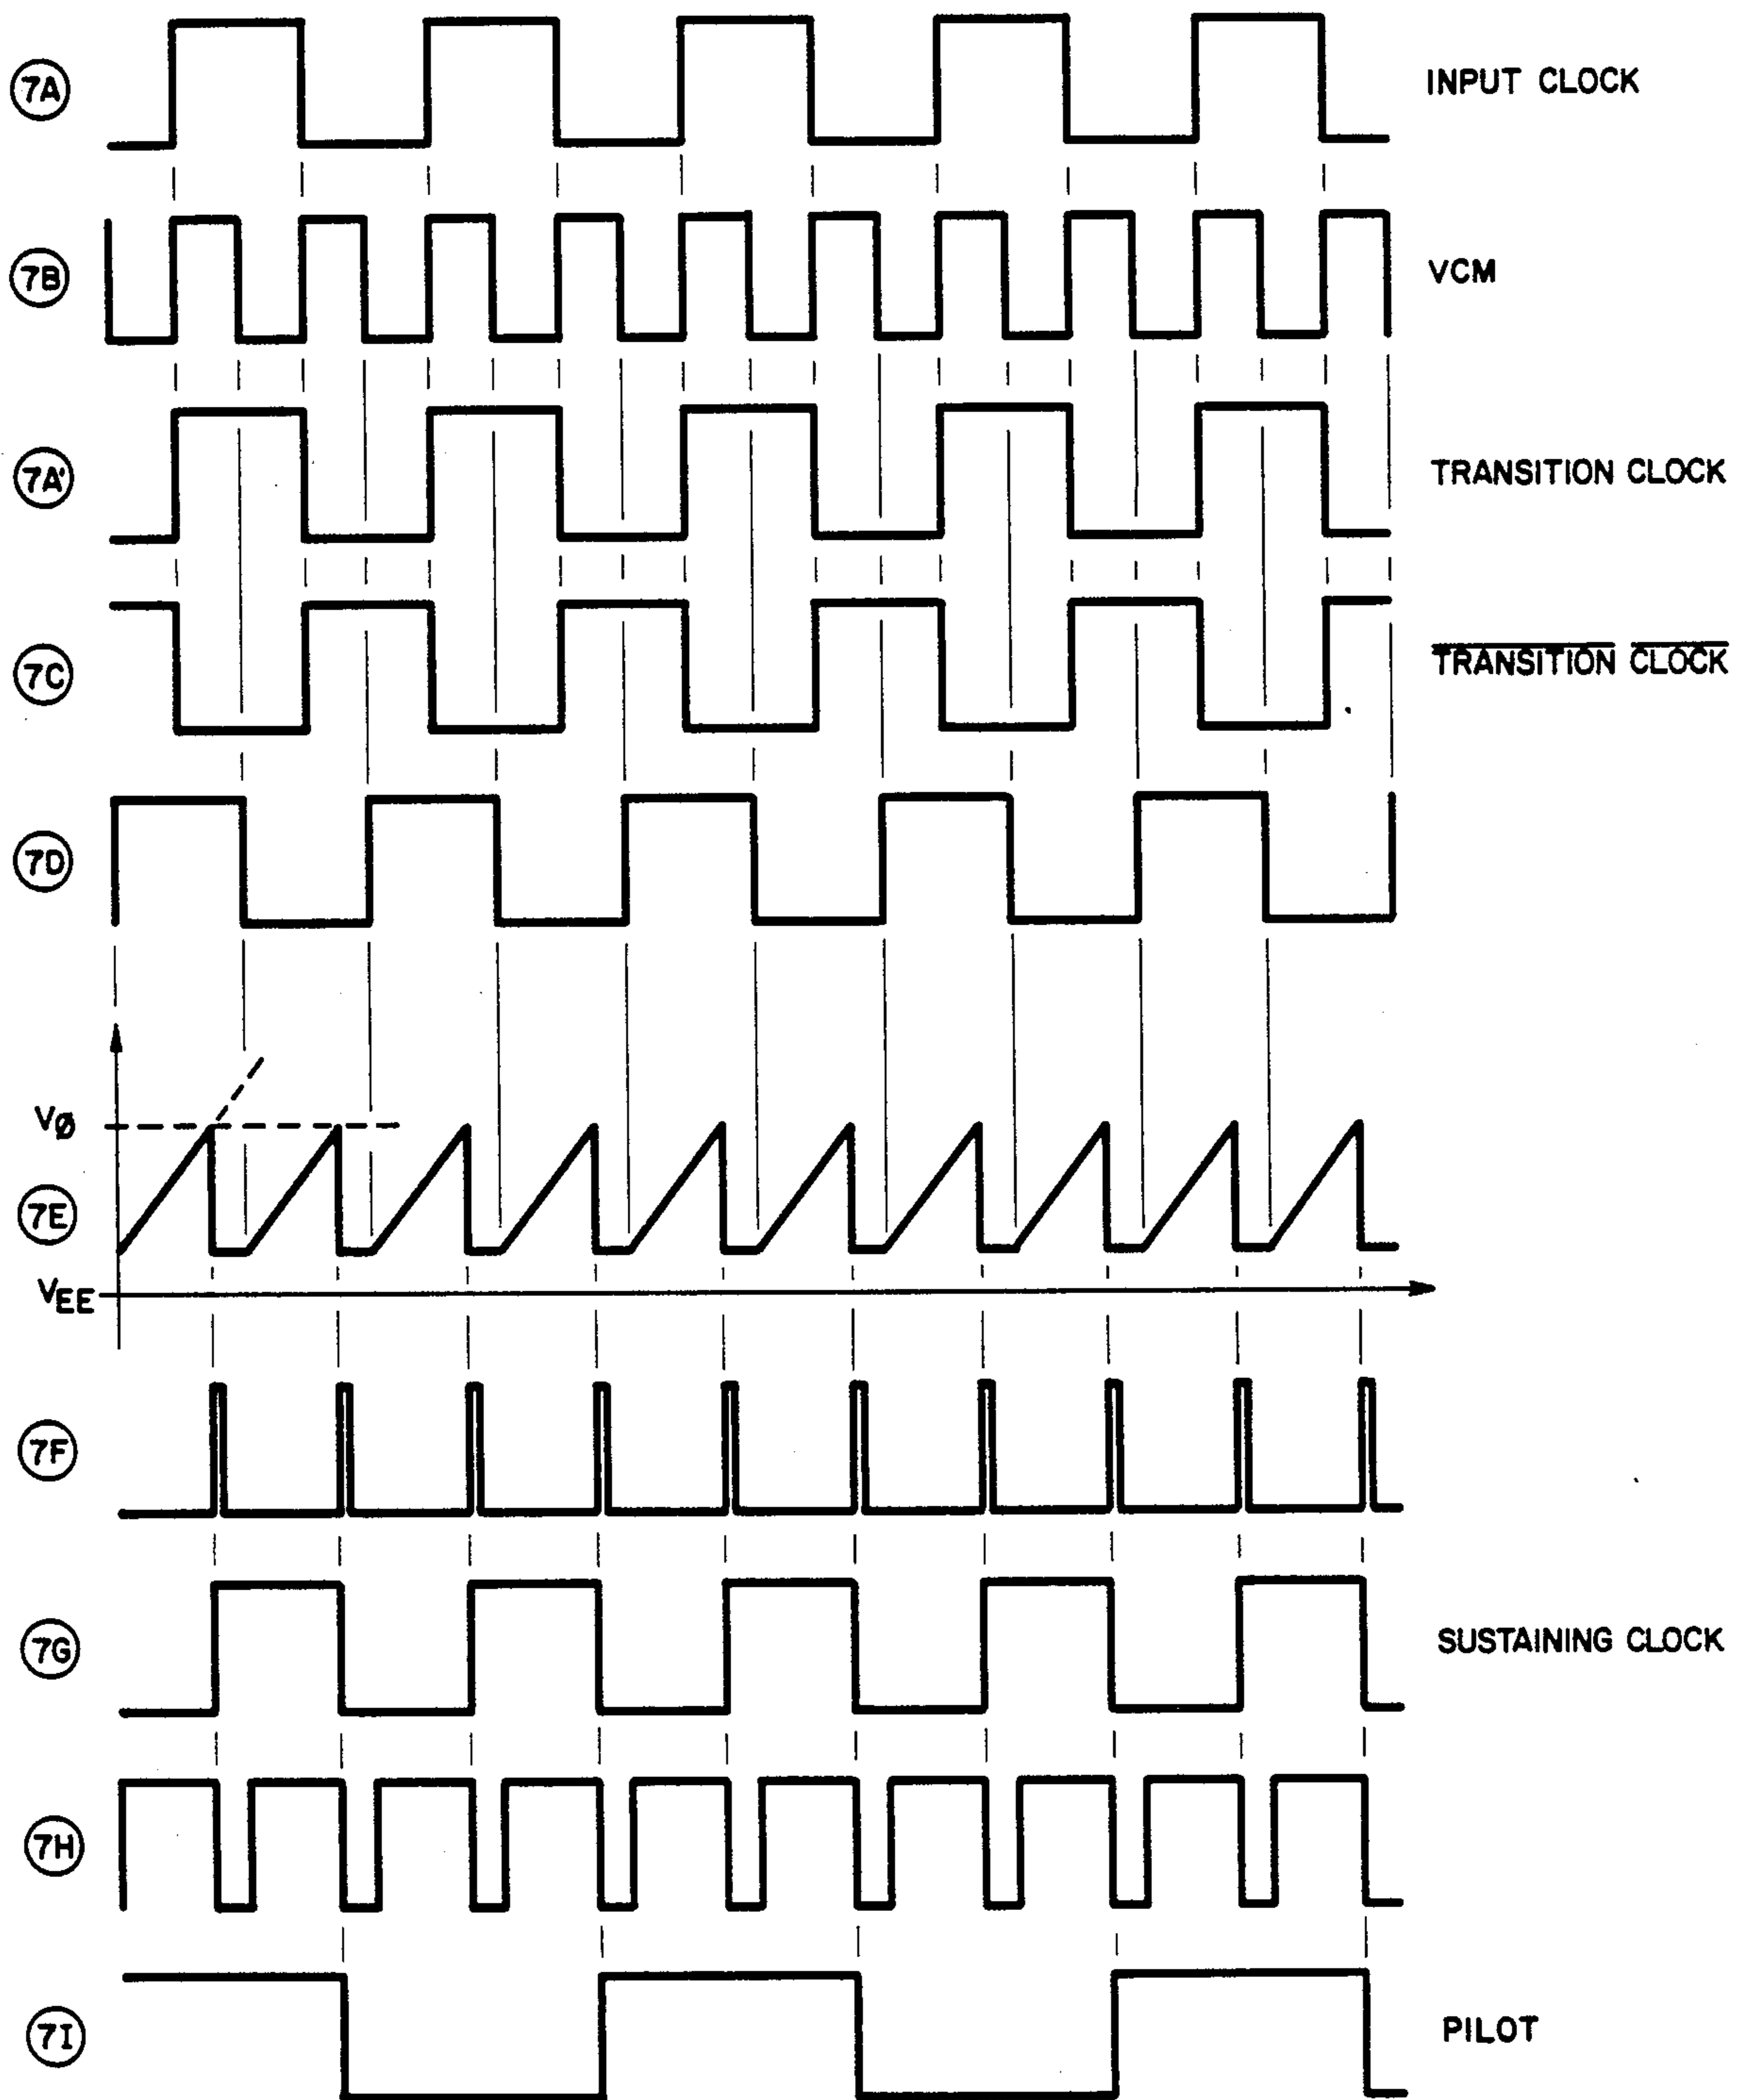 7A INPUT CLOCK
7B VCM
7A' TRANSITION CLOCK
7C TRANSITION CLOCK
7D
VØ
7E
VEE
7F
7G SUSTAINING CLOCK
7H
7I PILOT